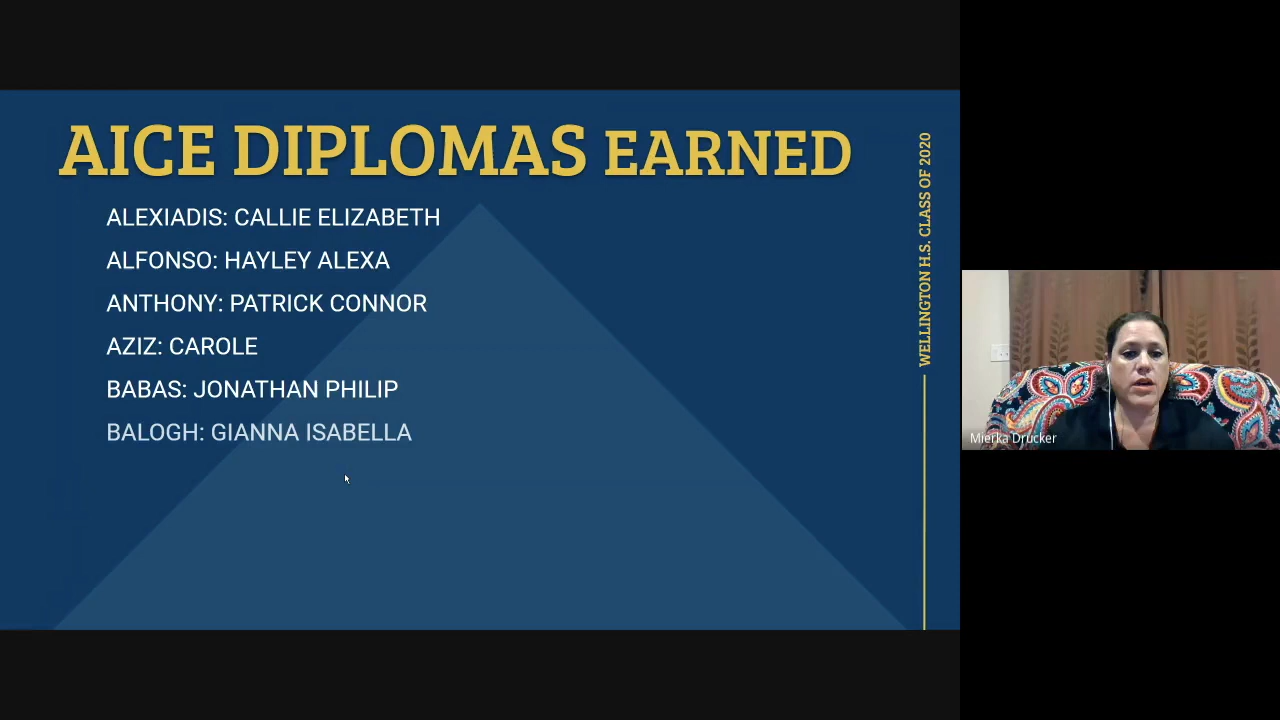 AICE DIPLOMAS EARNED
ALEXIADIS: CALLIE ELIZABETH
ALFONSO: HAYLEY ALEXA
ANTHONY: PATRICK CONNOR
AZIZ: CAROLE
BABAS: JONATHAN PHILIP
BALOGH: GIANNA ISABELLA
WELLINGTON H.S. CLASS OF 2020
Mierka Drucker